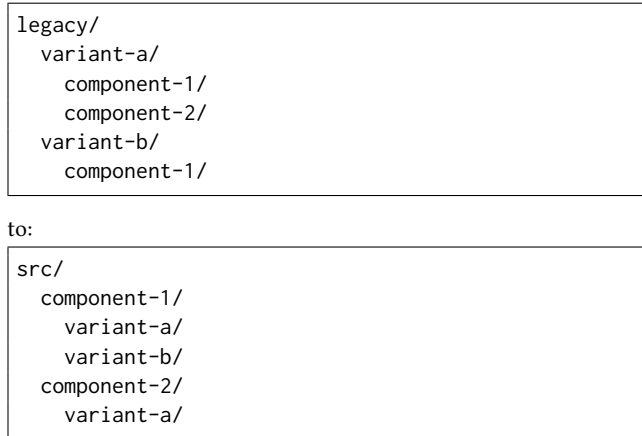 legacy/
  variant-a/
    component-1/
    component-2/
  variant-b/
    component-1/
to:
src/
  component-1/
    variant-a/
    variant-b/
  component-2/
    variant-a/